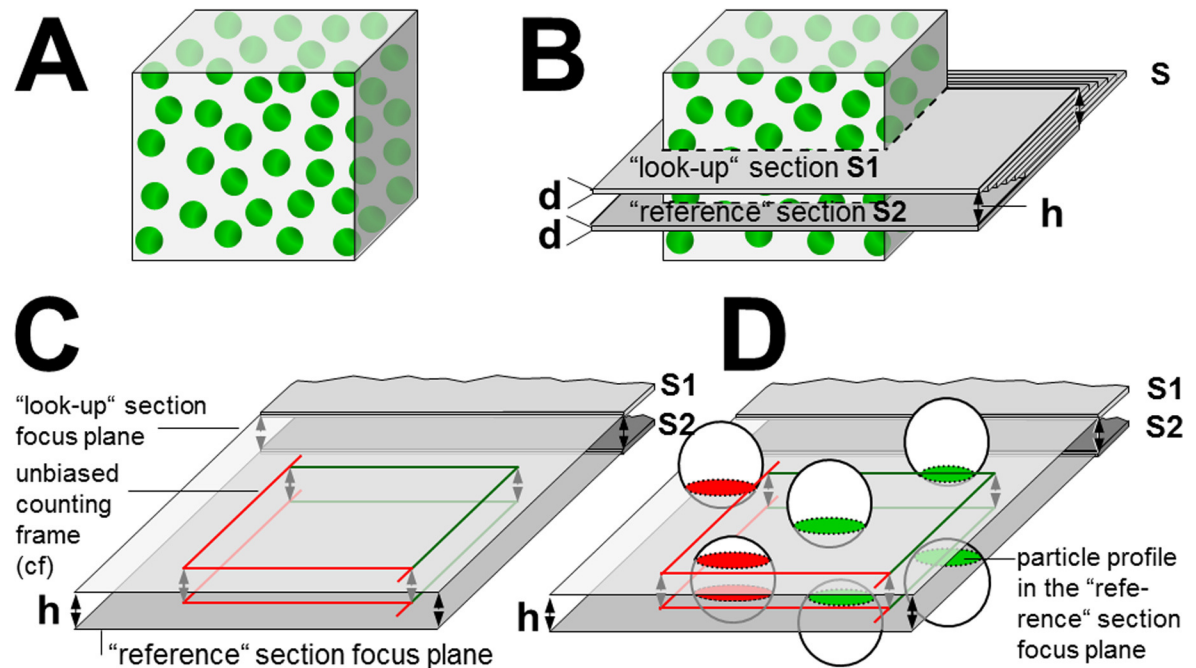 A
B
S
“look-up“ section S1
“reference“ section S2
d
d
h
C
D
S1
S2
“look-up“ section
focus plane
unbiased
counting
frame
(cf)
h
“reference“ section focus plane
S1
S2
h
particle profile
in the “refe-
rence“ section
focus plane